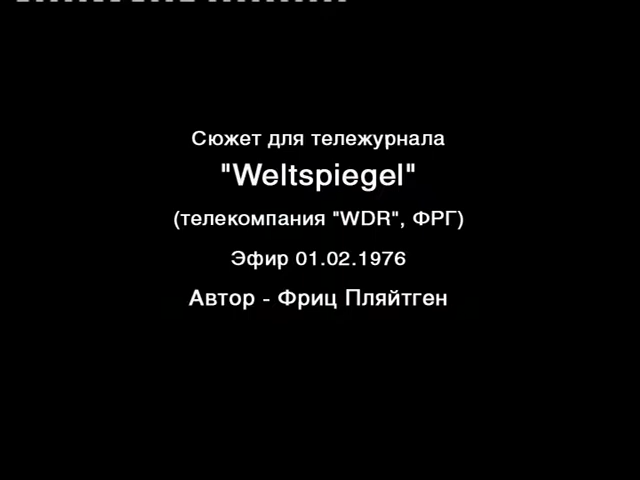 Сюжет для тележурнала
"Weltspiegel"
(телекомпания "WDR", ФРГ)
Эфир 01.02.1976
Автор - Фриц Пляйтген